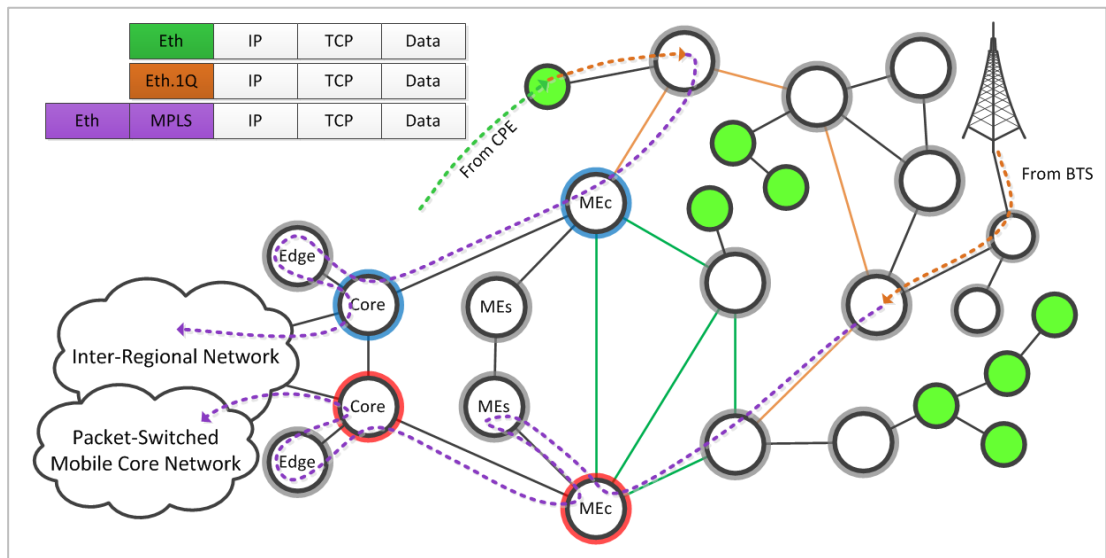 Eth IP TCP Data
Eth.1Q IP TCP Data
Eth MPLS IP TCP Data
From CPE
From BTS
MEc
Edge
Core
MEs
Inter-Regional Network
Core
MEs
Packet-Switched
Mobile Core Network
Edge
MEc